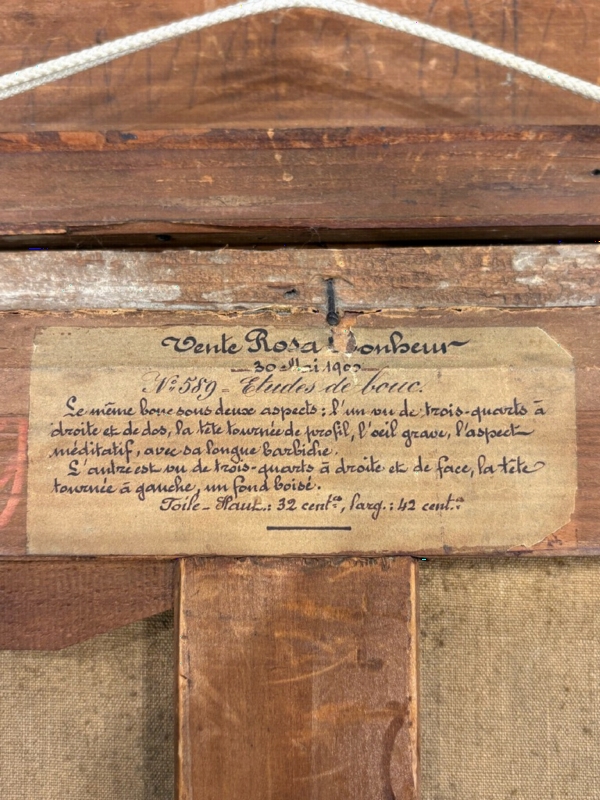 Vente Rosa Bonheur
30 Mai 1900
N° 589 - Etudes de bouc.
Le même bouc sous deux aspects : l'un vu de trois-quarts à
droite et de dos, la tête tournée de profil, l'œil grave, l'aspect
méditatif, avec sa longue barbiche.
L'autre est vu de trois-quarts à droite et de face, la tête
tournée à gauche, un fond boisé.
Toile - Haut. : 32 cent.es, larg. : 42 cent.es